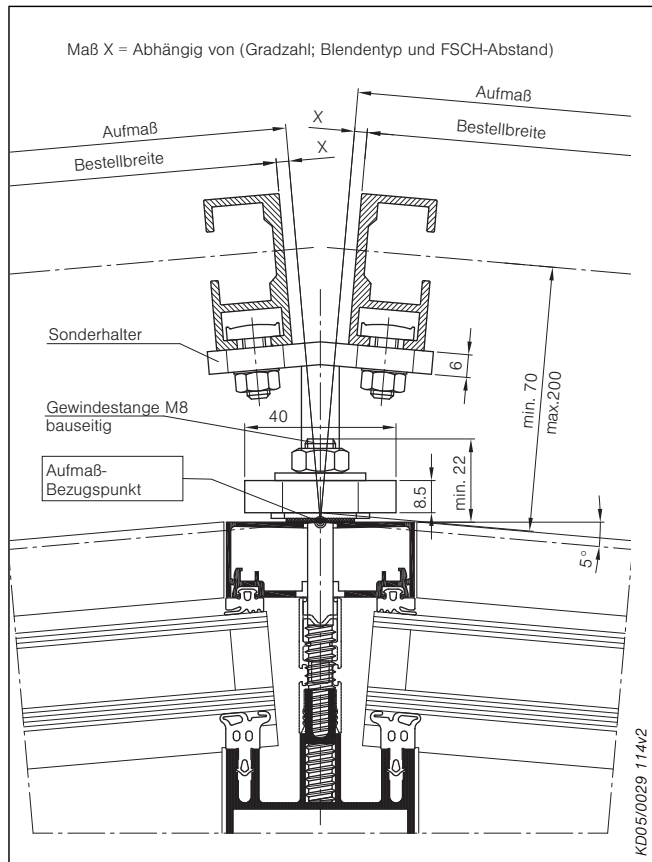 Maß X = Abhängig von (Gradzahl; Blendentyp und FSCH-Abstand)
Aufmaß
X
Aufmaß
Bestellbreite
X
Bestellbreite
Sonderhalter
6
min. 70
max.200
Gewindestange M8
bauseitig
40
min. 22
Aufmaß-
Bezugspunkt
8.5
5°
KD05/0029 114v2